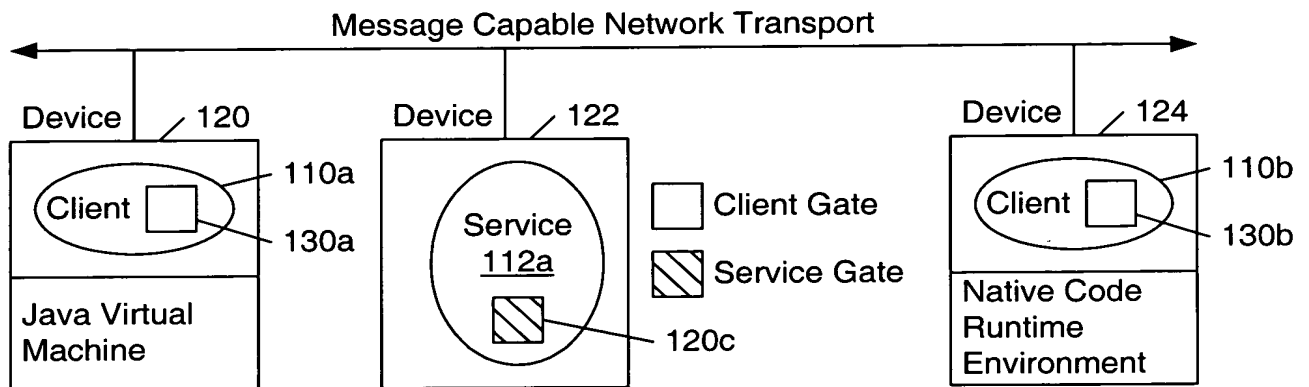 Message Capable Network Transport
Device
120
Device
122
Device
124
Client
110a
130a
Java Virtual
Machine
Service
112a
120c
Client Gate
Service Gate
Client
110b
130b
Native Code
Runtime
Environment